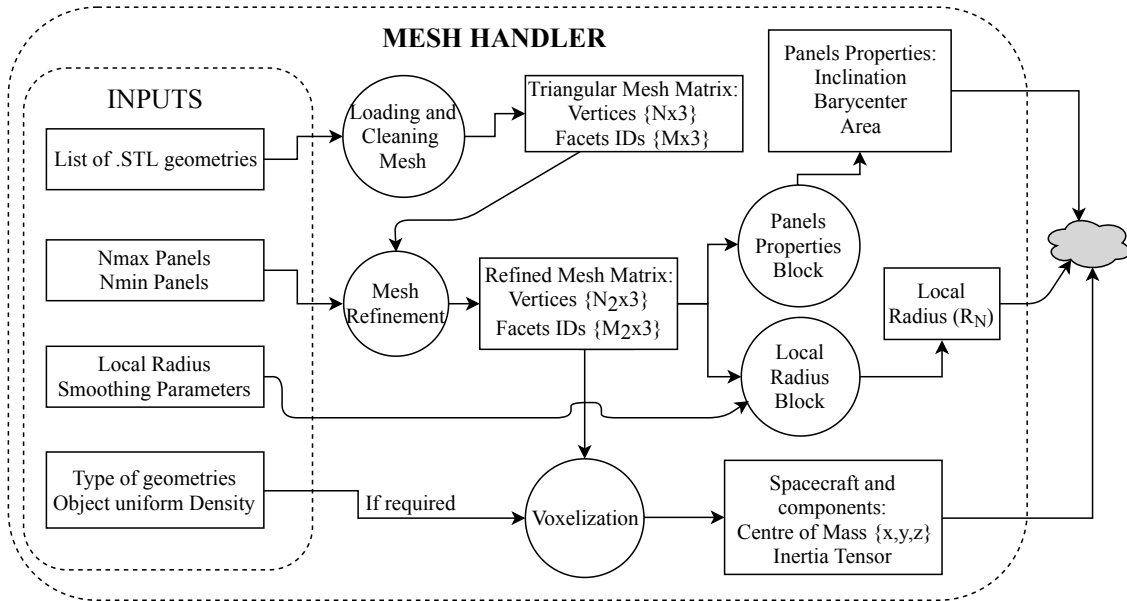 MESH HANDLER
INPUTS
List of .STL geometries
Nmax Panels
Nmin Panels
Local Radius
Smoothing Parameters
Type of geometries
Object uniform Density
Loading and
Cleaning
Mesh
Triangular Mesh Matrix:
Vertices {Nx3}
Facets IDs {Mx3}
Panels Properties:
Inclination
Barycenter
Area
Mesh
Refinement
Refined Mesh Matrix:
Vertices {N₂x3}
Facets IDs {M₂x3}
Panels
Properties
Block
Local
Radius (R_N)
Local
Radius
Block
If required
Voxelization
Spacecraft and
components:
Centre of Mass {x,y,z}
Inertia Tensor